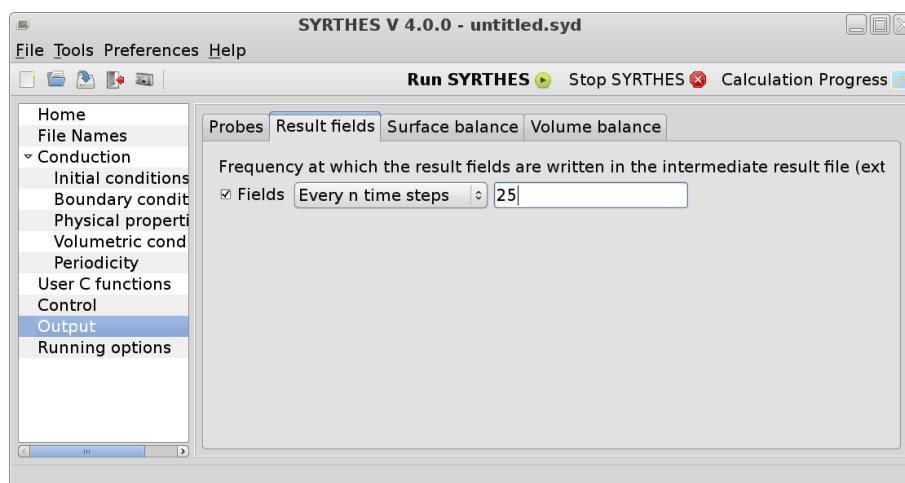 SYRTHES V 4.0.0 - untitled.syd
File Tools Preferences Help
Run SYRTHES Stop SYRTHES Calculation Progress
Home
File Names
Conduction
Initial conditions
Boundary condit
Physical properti
Volumetric cond
Periodicity
User C functions
Control
Output
Running options
Probes Result fields Surface balance Volume balance
Frequency at which the result fields are written in the intermediate result file (ext
Fields Every n time steps 25